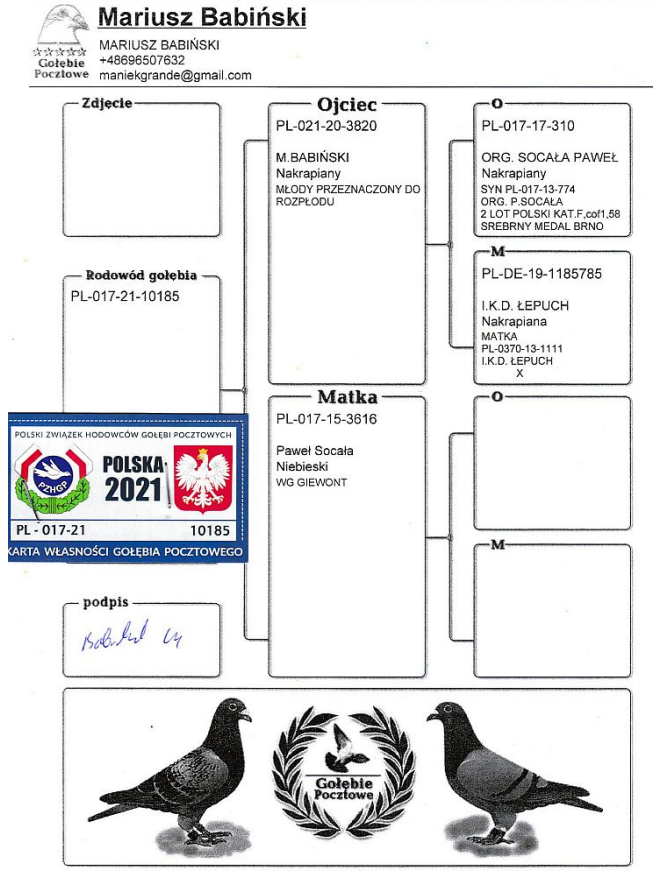 Mariusz Babiński
MARIUSZ BABIŃSKI
+48696507632
maniekgrande@gmail.com
Gołębie
Pocztowe
Zdjęcie
Ojciec
PL-021-20-3820
M.BABIŃSKI
Nakrapiany
MŁODY PRZEZNACZONY DO
ROZPŁODU
O
PL-017-17-310
ORG. SOCAŁA PAWEŁ
Nakrapiany
SYN PL-017-13-774
ORG. P.SOCAŁA
2 LOT POLSKI KAT.F,cof1,58
SREBRNY MEDAL BRNO
M
PL-DE-19-1185785
I.K.D. ŁEPUCH
Nakrapiana
MATKA
PL-0370-13-1111
I.K.D. ŁEPUCH
X
Rodowód gołębia
PL-017-21-10185
Matka
PL-017-15-3616
Paweł Socała
Niebieski
WG GIEWONT
O
M
POLSKI ZWIĄZEK HODOWCÓW GOŁĘBI POCZTOWYCH
PZHGP
POLSKA
2021
PL - 017-21 10185
KARTA WŁASNOŚCI GOŁĘBIA POCZTOWEGO
podpis
Gołębie
Pocztowe